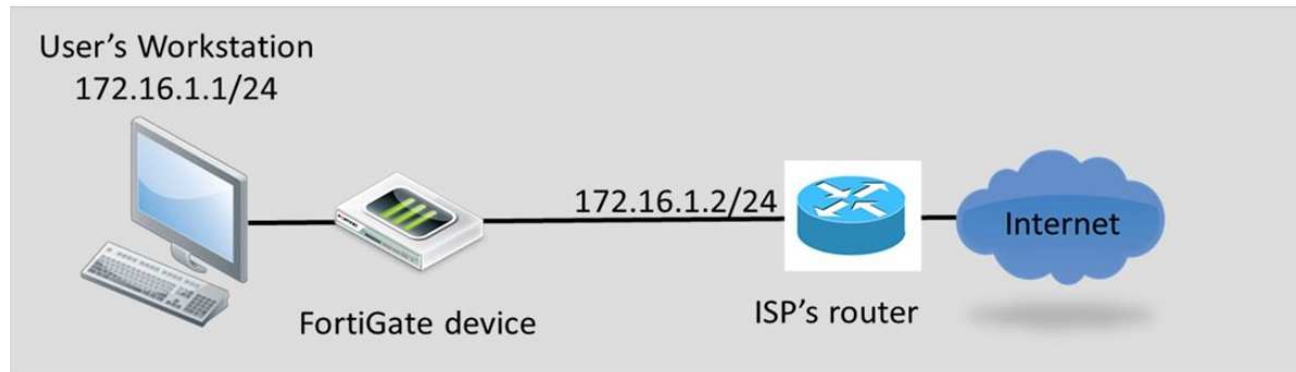 User's Workstation
172.16.1.1/24
172.16.1.2/24
Internet
FortiGate device
ISP's router